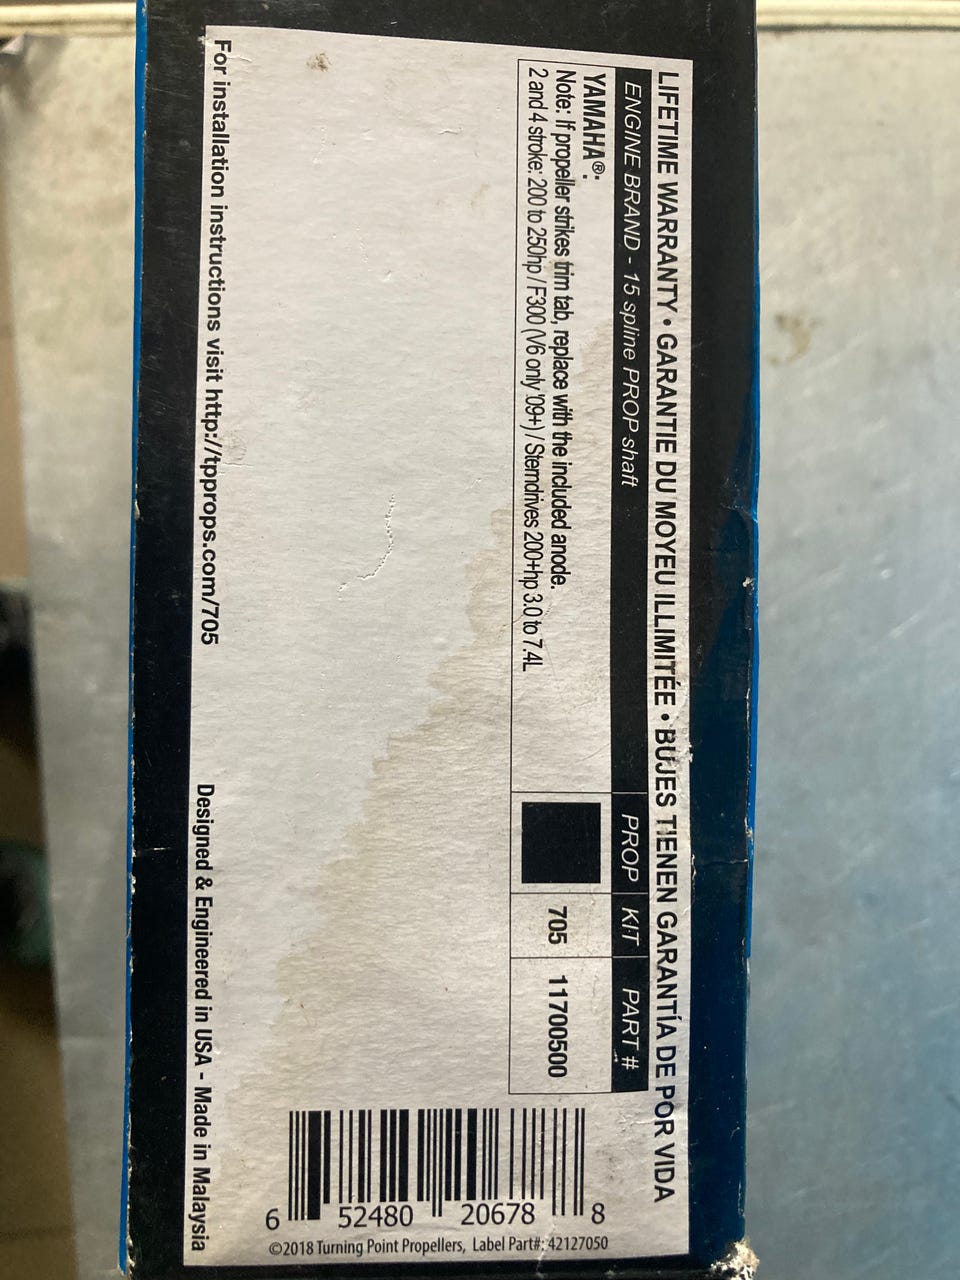 LIFETIME WARRANTY • GARANTIE DU MOYEU ILLIMITÉE • BUJES TIENEN GARANTÍA DE POR VIDA
ENGINE BRAND - 15 spline PROP shaft PROP KIT PART #
YAMAHA®:
Note: If propeller strikes trim tab, replace with the included anode.
2 and 4 stroke: 200 to 250hp / F300 (V6 only '09+) / Sterndrives 200+hp 3.0 to 7.4L
705 11700500
6 52480 20678 8
©2018 Turning Point Propellers, Label Part#: 42127050
For installation instructions visit http://tpprops.com/705 Designed & Engineered in USA - Made in Malaysia